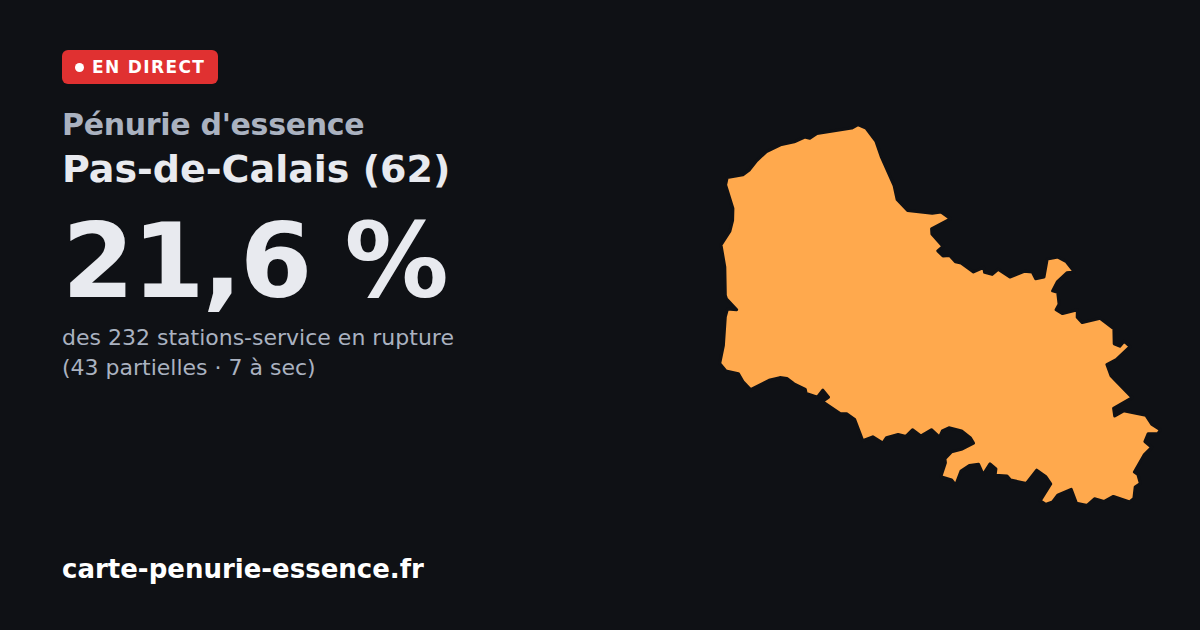 EN DIRECT
Pénurie d'essence
Pas-de-Calais (62)
21,6 %
des 232 stations-service en rupture
(43 partielles · 7 à sec)
carte-penurie-essence.fr